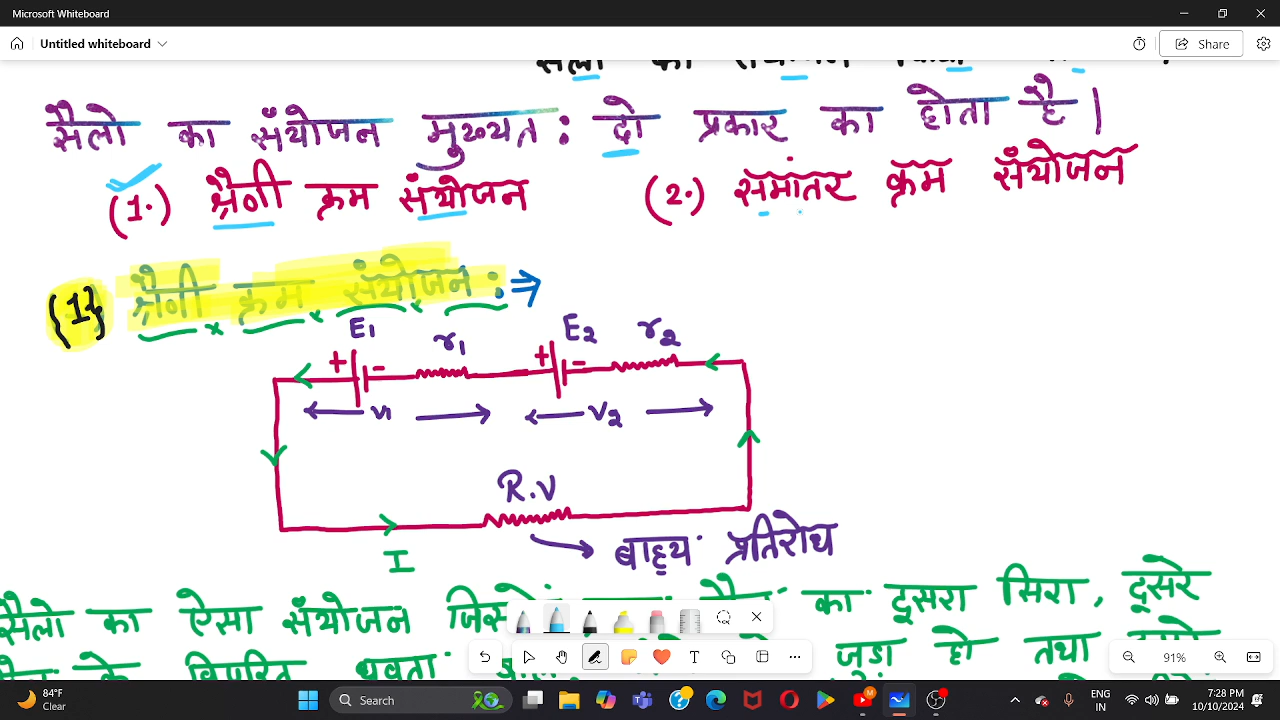 Microsoft Whiteboard
Untitled whiteboard
Share
सैलो का संयोजन मुख्यत: दो प्रकार का होता है|
(1.) श्रेणी क्रम संयोजन (2.) समांतर क्रम संयोजन
(1) श्रेणी क्रम संयोजन :⇒
E1 r1 E2 r2
+ - + -
V1 V2
R.V
बाह्य प्रतिरोध
I
सैलो का ऐसा संयोजन का दूसरा सिरा, दूसरे
के विपरित ध्रुवता जुडा हो तथा
91%
84°F
Clear
Search
ENG
IN
7:28 PM
10/10/2024